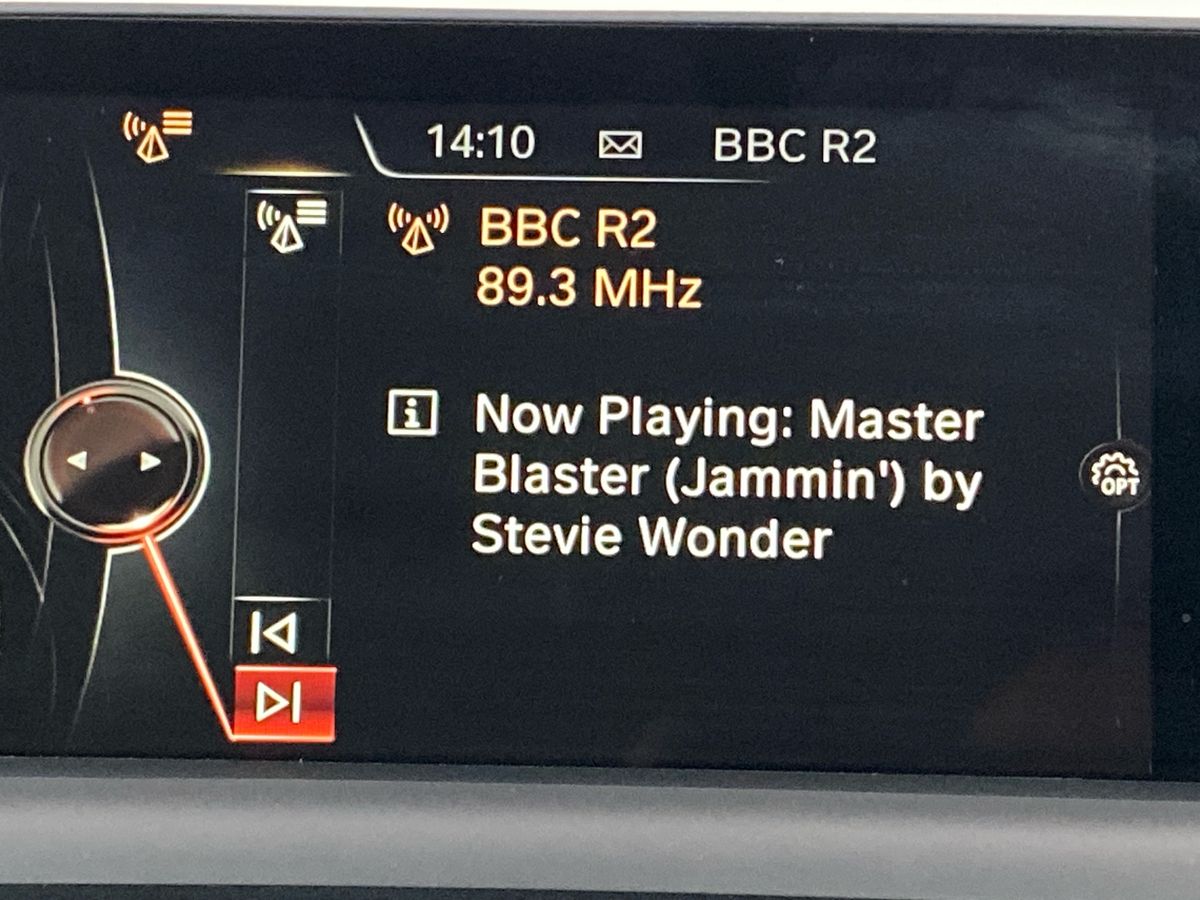 14:10 BBC R2
BBC R2
89.3 MHz
Now Playing: Master
Blaster (Jammin') by
Stevie Wonder
OPT